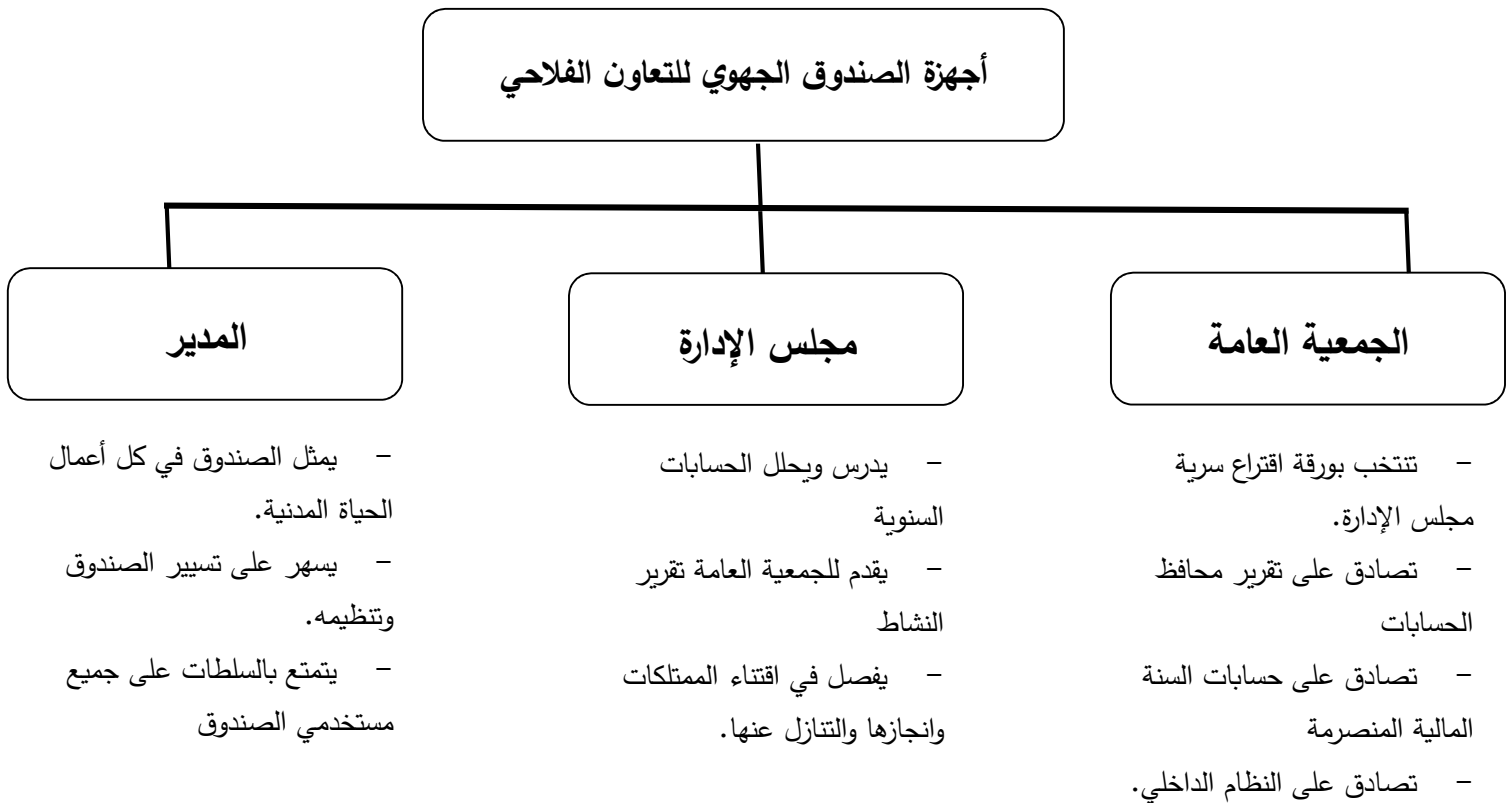 أجهزة الصندوق الجهوي للتعاون الفلاحي
الجمعية العامة
- تنتخب بورقة اقتراع سرية
مجلس الإدارة.
- تصادق على تقرير محافظ
الحسابات
- تصادق على حسابات السنة
المالية المنصرمة
- تصادق على النظام الداخلي.
مجلس الإدارة
- يدرس ويحلل الحسابات
السنوية
- يقدم للجمعية العامة تقرير
النشاط
- يفصل في اقتناء الممتلكات
وانجازها والتنازل عنها.
المدير
- يمثل الصندوق في كل أعمال
الحياة المدنية.
- يسهر على تسيير الصندوق
وتنظيمه.
- يتمتع بالسلطات على جميع
مستخدمي الصندوق